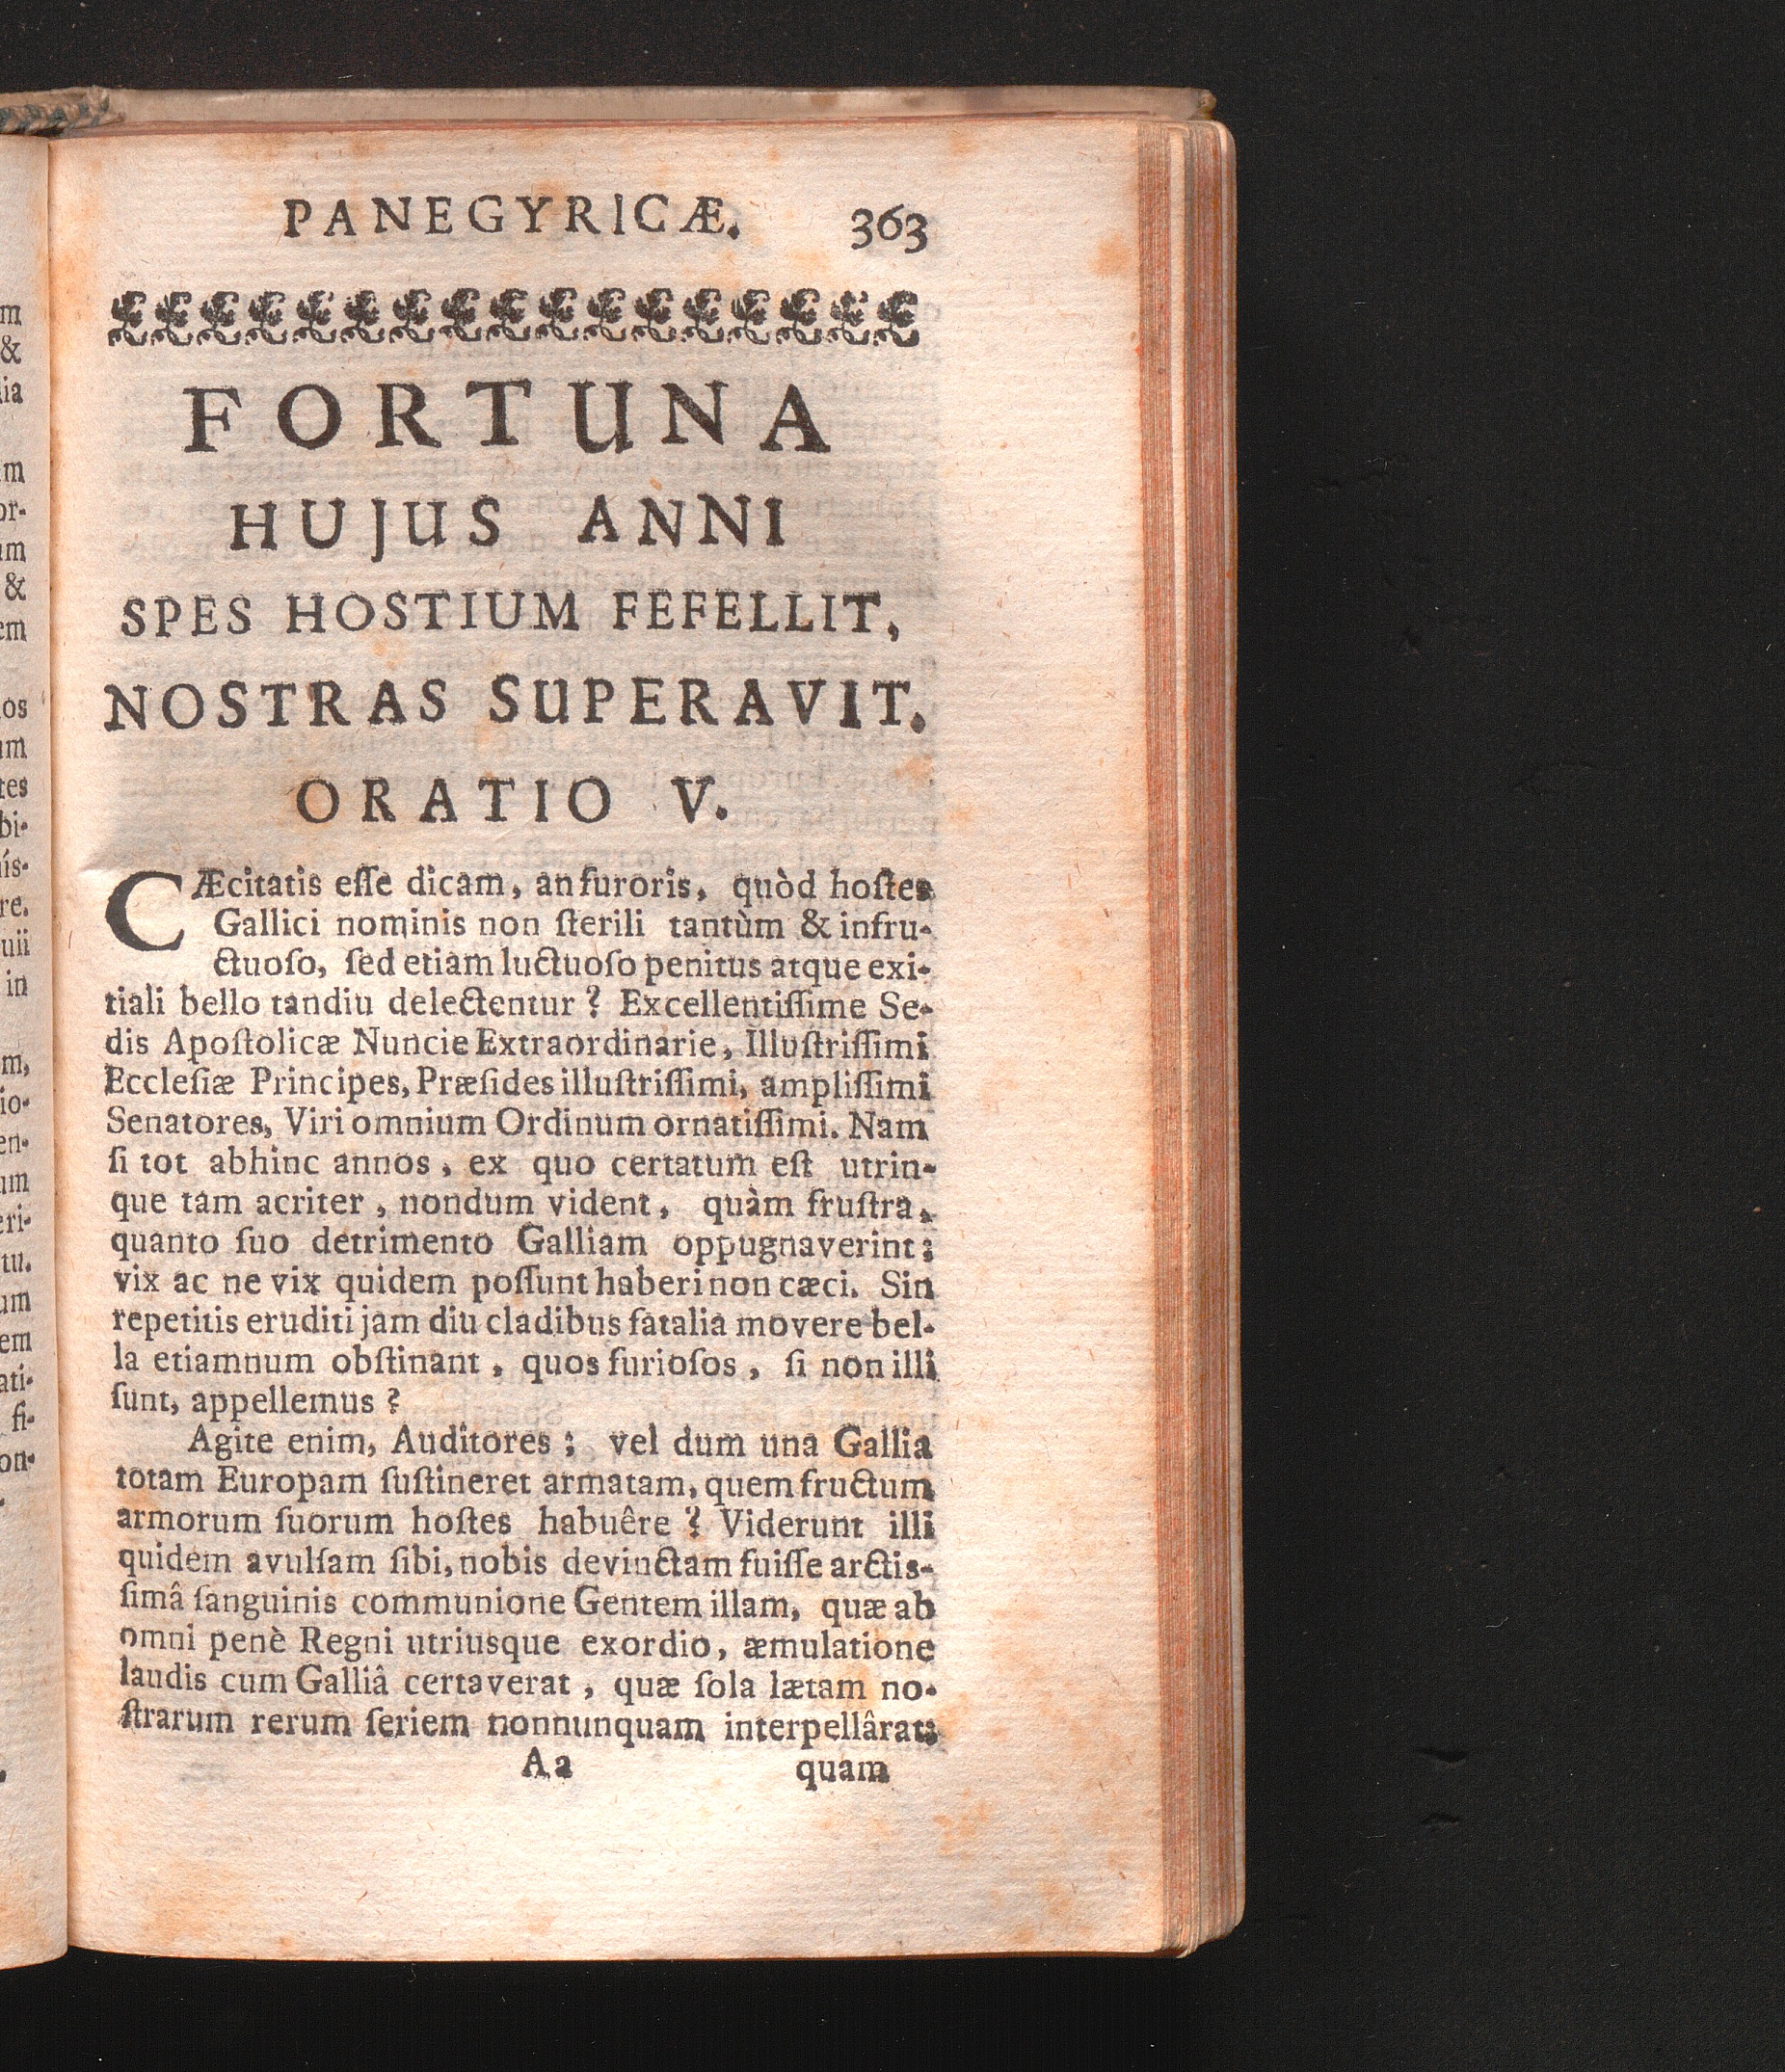 PANEGYRICÆ. 363
FORTUNA
HUJUS ANNI
SPES HOSTIUM FEFELLIT,
NOSTRAS SUPERAVIT.
ORATIO V.
CÆcitatis eſſe dicam, an furoris, quòd hoſtes
Gallici nominis non ſterili tantùm & infru-
ctuoſo, ſed etiam luctuoſo penitus atque exi-
tiali bello tandiu delectentur? Excellentiſſime Se-
dis Apoſtolicæ Nuncie Extraordinarie, Illuſtriſſimi
Eccleſiæ Principes, Præſides illuſtriſſimi, ampliſſimi
Senatores, Viri omnium Ordinum ornatiſſimi. Nam
ſi tot abhinc annos, ex quo certatum eſt utrin-
que tam acriter, nondum vident, quàm fruſtra,
quanto ſuo detrimento Galliam oppugnaverint;
vix ac ne vix quidem poſſunt haberi non cæci. Sin
repetitis eruditi jam diu cladibus fatalia movere bel-
la etiamnum obſtinant, quos furioſos, ſi non illi
ſunt, appellemus?
Agite enim, Auditores; vel dum una Gallia
totam Europam ſuſtineret armatam, quem fructum
armorum ſuorum hoſtes habuêre? Viderunt illi
quidem avulſam ſibi, nobis devinctam fuiſſe arctis-
ſimâ ſanguinis communione Gentem illam, quæ ab
omni penè Regni utriusque exordio, æmulatione
laudis cum Galliâ certaverat, quæ ſola lætam no-
ſtrarum rerum ſeriem nonnunquam interpellârat;
Aa quam